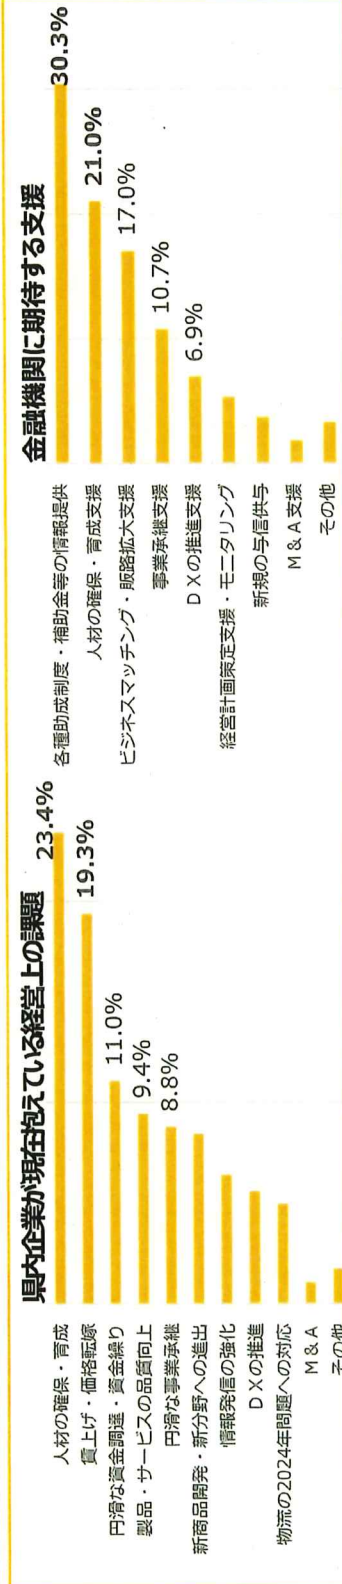 県内企業が現在抱えている経営上の課題
人材の確保・育成
23.4%
賃上げ・価格転嫁
19.3%
円滑な資金調達・資金繰り
11.0%
製品・サービスの品質向上
9.4%
円滑な事業承継
8.8%
新商品開発・新分野への進出
情報発信の強化
DXの推進
物流の2024年問題への対応
M&A
その他
金融機関に期待する支援
各種助成制度・補助金等の情報提供
30.3%
人材の確保・育成支援
21.0%
ビジネスマッチング・販路拡大支援
17.0%
事業承継支援
10.7%
DXの推進支援
6.9%
経営計画策定支援・モニタリング
新規の与信供与
M&A支援
その他